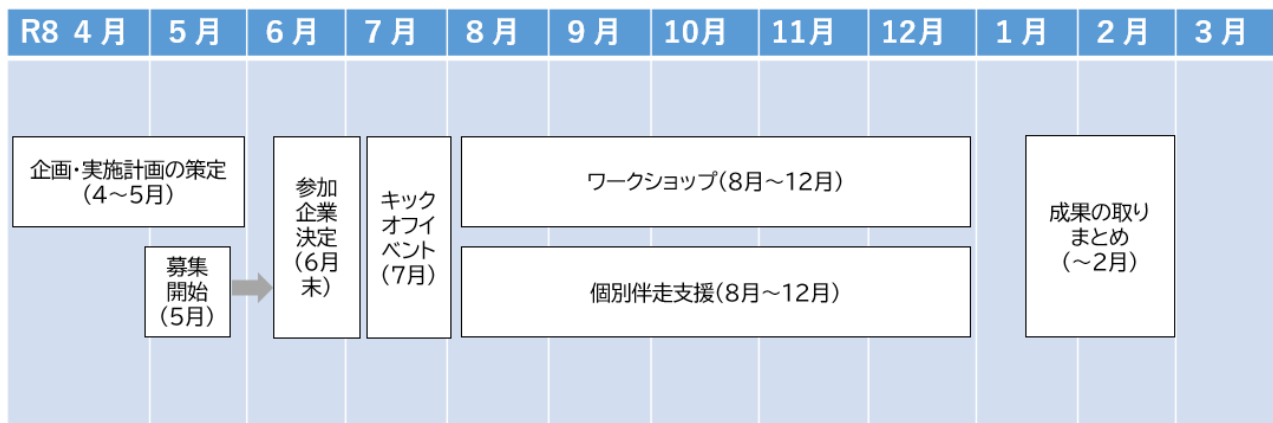 R8 4月 5月 6月 7月 8月 9月 10月 11月 12月 1月 2月 3月
企画・実施計画の策定
(4～5月)
募集
開始
(5月)
参加
企業
決定
(6月
末)
キック
オフイ
ベント
(7月)
ワークショップ(8月～12月)
個別伴走支援(8月～12月)
成果の取り
まとめ
(～2月)